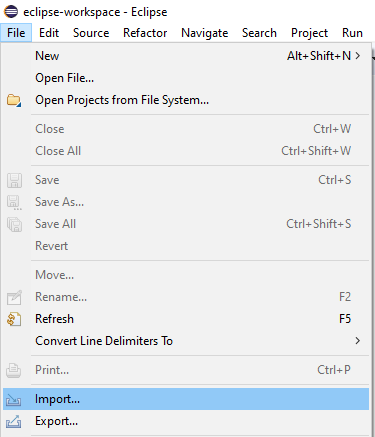 eclipse-workspace - Eclipse
File Edit Source Refactor Navigate Search Project Run
New Alt+Shift+N >
Open File...
Open Projects from File System...
Close Ctrl+W
Close All Ctrl+Shift+W
Save Ctrl+S
Save As...
Save All Ctrl+Shift+S
Revert
Move...
Rename... F2
Refresh F5
Convert Line Delimiters To >
Print... Ctrl+P
Import...
Export...